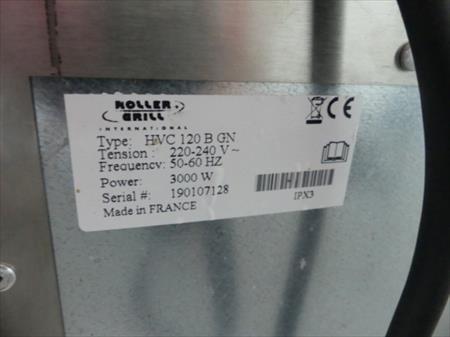 ROLLER
GRILL
INTERNATIONAL
Type: HVC 120 B GN
Tension : 220-240 V ~
Frequency: 50-60 HZ
Power: 3000 W
Serial #: 190107128
Made in FRANCE
CE
IPX3